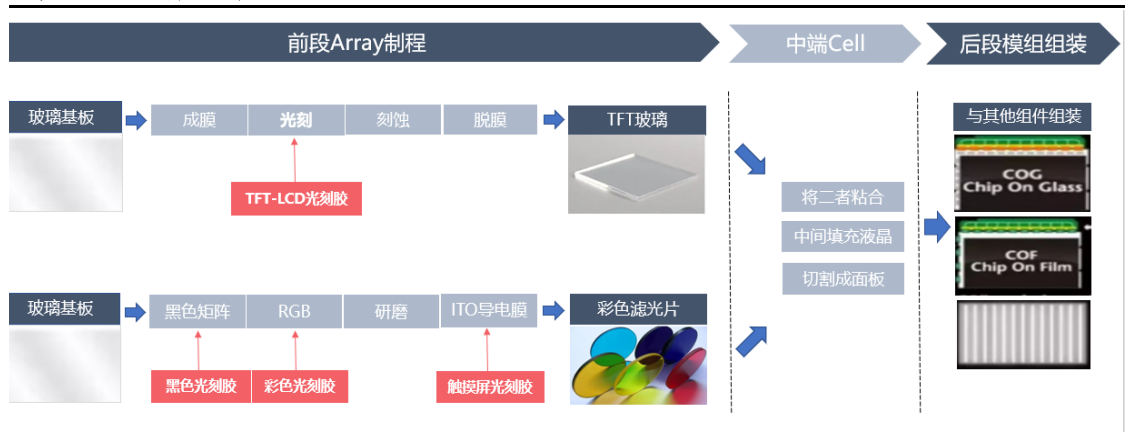 前段Array制程
中端Cell
后段模组组装
玻璃基板
成膜
光刻
刻蚀
脱膜
TFT玻璃
TFT-LCD光刻胶
玻璃基板
黑色矩阵
RGB
研磨
ITO导电膜
彩色滤光片
黑色光刻胶
彩色光刻胶
触摸屏光刻胶
将二者粘合
中间填充液晶
切割成面板
与其他组件组装
COG
Chip On Glass
COF
Chip On Film